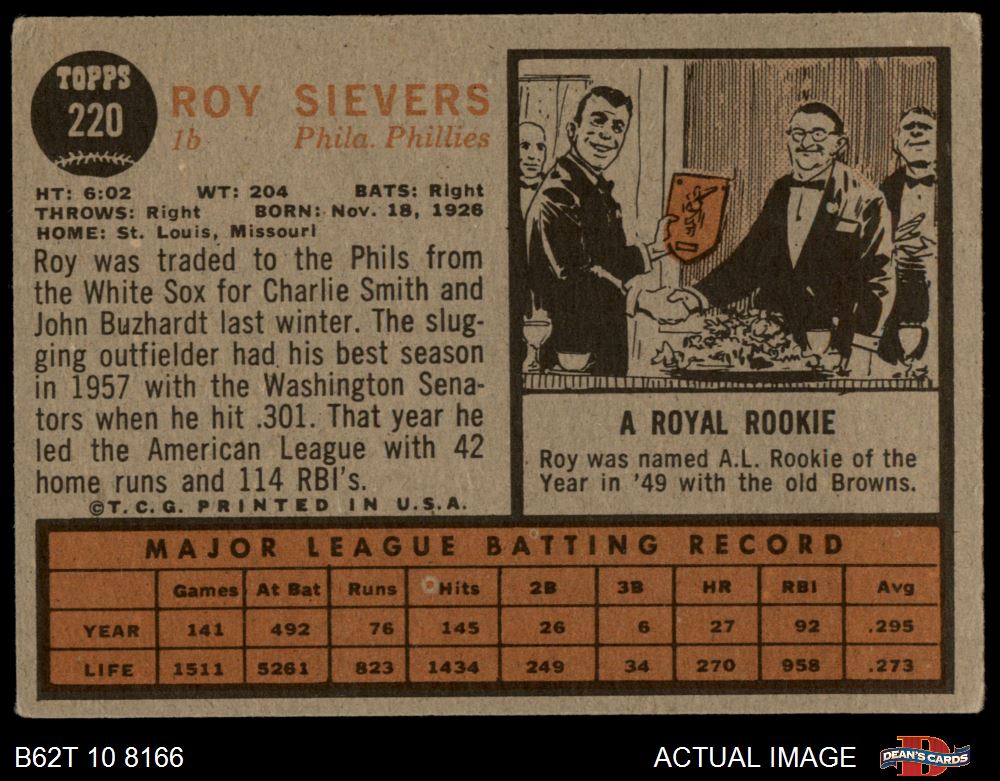 TOPPS
220
ROY SIEVERS
1b Phila. Phillies
HT: 6:02 WT: 204 BATS: Right
THROWS: Right BORN: Nov. 18, 1926
HOME: St. Louis, Missouri
Roy was traded to the Phils from
the White Sox for Charlie Smith and
John Buzhardt last winter. The slug-
ging outfielder had his best season
in 1957 with the Washington Sena-
tors when he hit .301. That year he
led the American League with 42
home runs and 114 RBI's.
©T.C.G. PRINTED IN U.S.A.
A ROYAL ROOKIE
Roy was named A.L. Rookie of the
Year in '49 with the old Browns.
MAJOR LEAGUE BATTING RECORD
Games At Bat Runs Hits 2B 3B HR RBI Avg
YEAR 141 492 76 145 26 6 27 92 .295
LIFE 1511 5261 823 1434 249 34 270 958 .273
B62T 10 8166 ACTUAL IMAGE DEAN'S CARDS